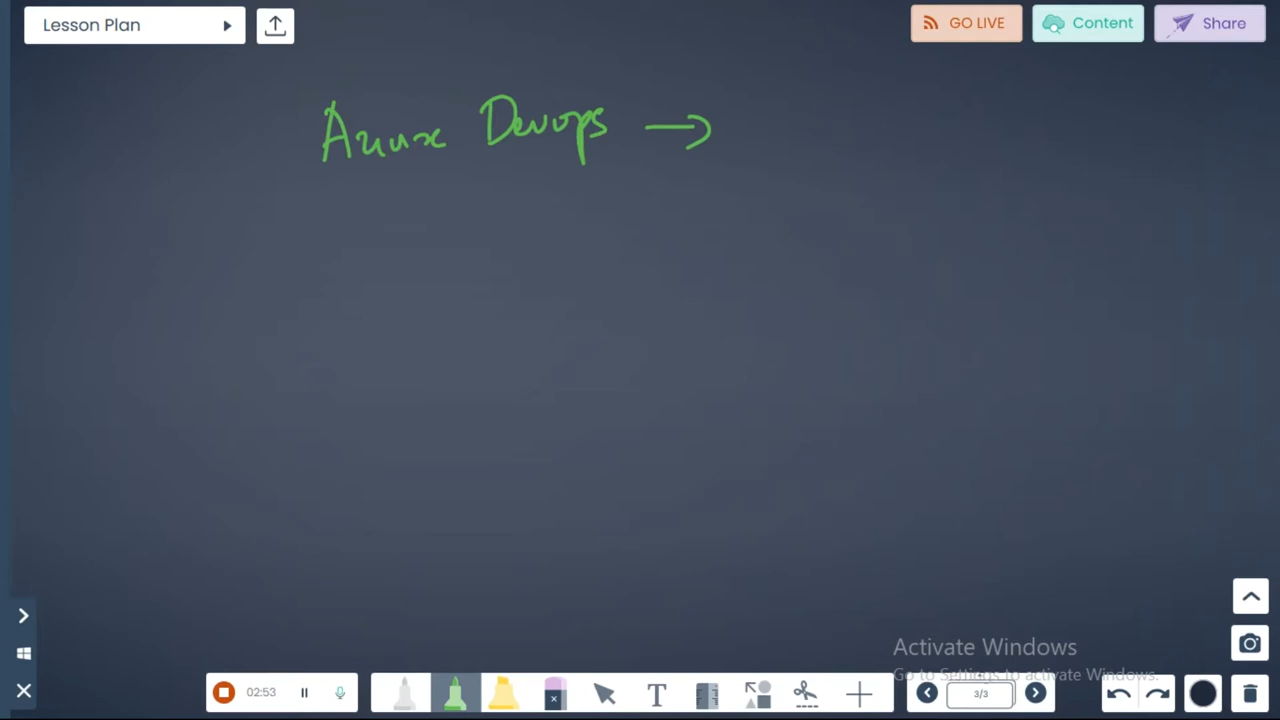 Lesson Plan
GO LIVE
Content
Share
Azure Devops →
Activate Windows
Go to Settings to activate Windows.
02:53
T
3/3